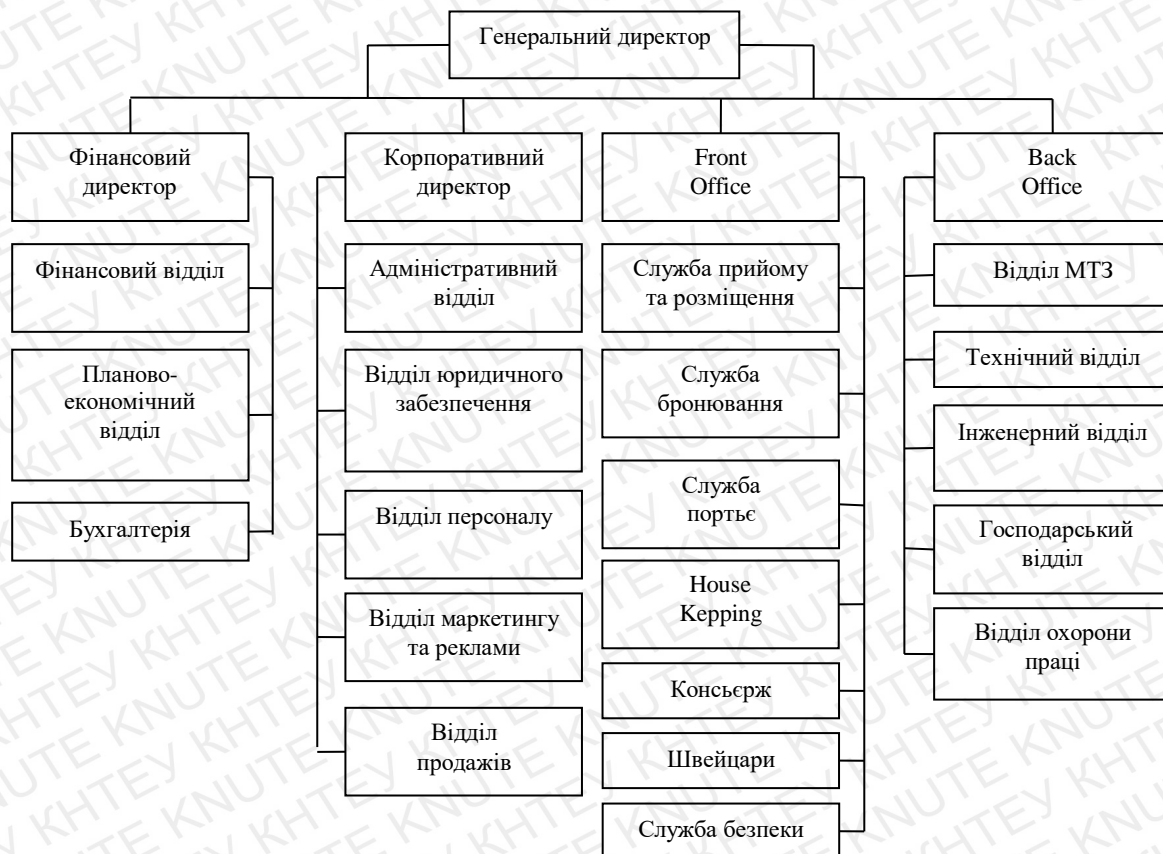 Генеральний директор
Фінансовий
директор
Фінансовий відділ
Планово-
економічний
відділ
Бухгалтерія
Корпоративний
директор
Адміністративний
відділ
Відділ юридичного
забезпечення
Відділ персоналу
Відділ маркетингу
та реклами
Відділ
продажів
Front
Office
Служба прийому
та розміщення
Служба
бронювання
Служба
портьє
House
Kepping
Консьєрж
Швейцари
Служба безпеки
Back
Office
Відділ МТЗ
Технічний відділ
Інженерний відділ
Господарський
відділ
Відділ охорони
праці